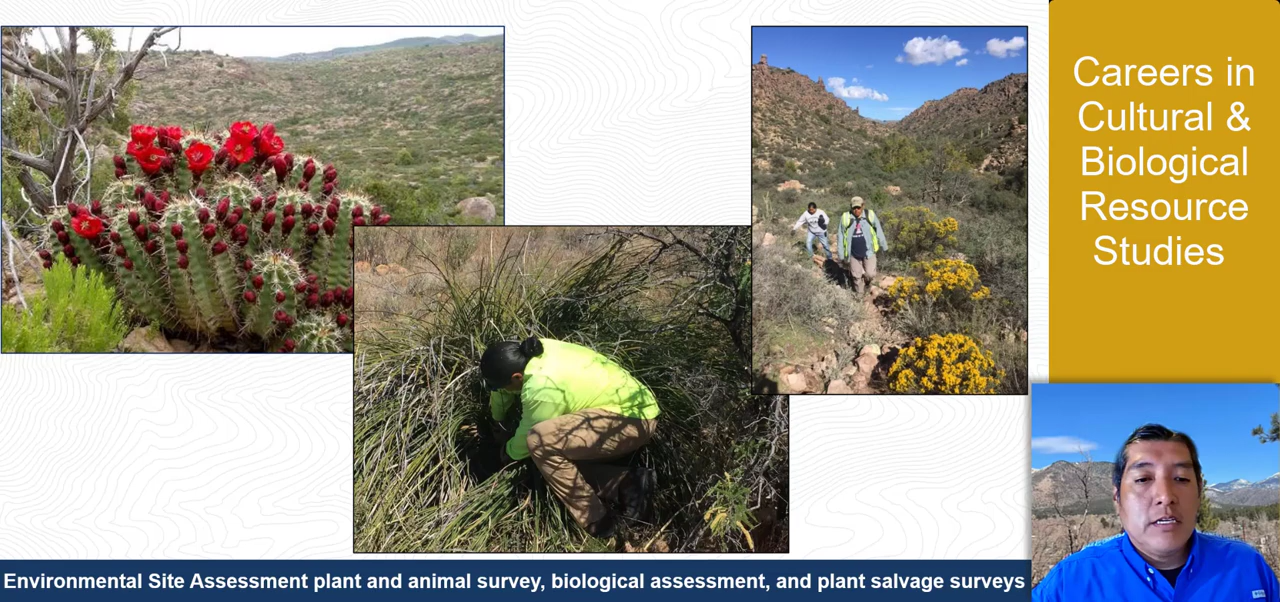 Careers in
Cultural &
Biological
Resource
Studies
Environmental Site Assessment plant and animal survey, biological assessment, and plant salvage surveys